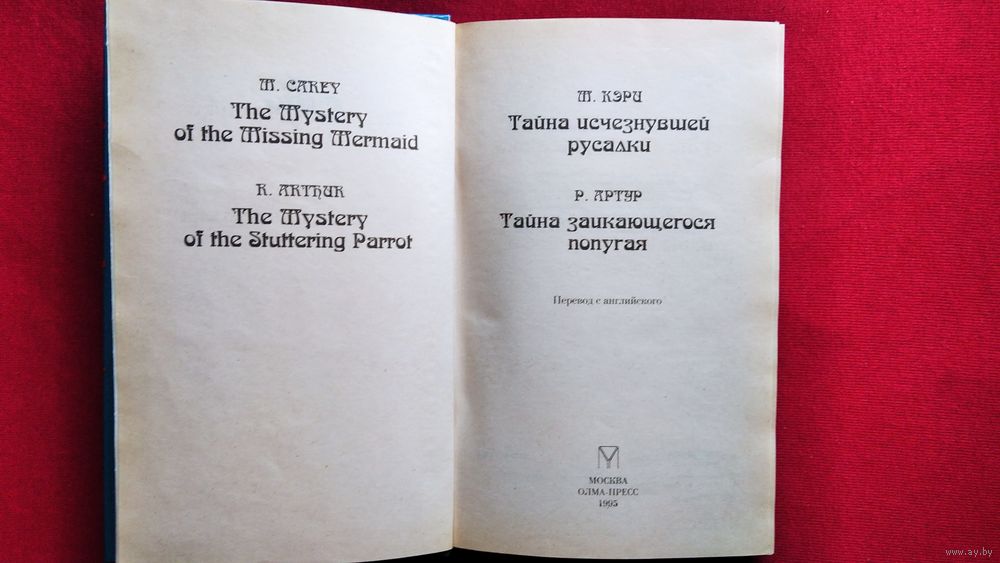 M. CAREY
The Mystery
of the Missing Mermaid
R. ARTHUR
The Mystery
of the Stuttering Parrot
М. КЭРИ
Тайна исчезнувшей
русалки
Р. АРТУР
Тайна заикающегося
попугая
Перевод с английского
МОСКВА
ОЛМА-ПРЕСС
1995
www.ay.by